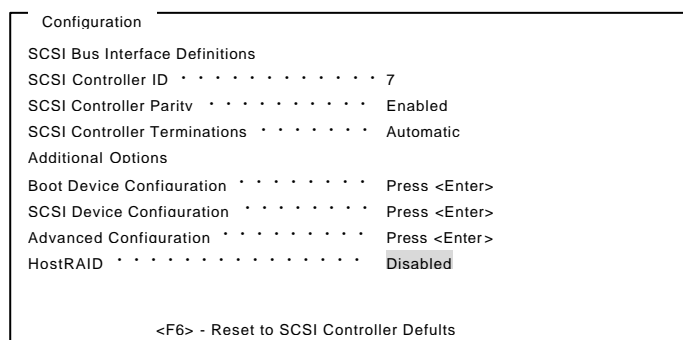 Configuration
SCSI Bus Interface Definitions
SCSI Controller ID ・・・・・・・・・・・・・ 7
SCSI Controller Parity ・・・・・・・・・・ Enabled
SCSI Controller Terminations ・・・・・・・ Automatic
Additional Options
Boot Device Configuration ・・・・・・・・ Press <Enter>
SCSI Device Configuration ・・・・・・・・ Press <Enter>
Advanced Configuration ・・・・・・・・・ Press <Enter>
HostRAID ・・・・・・・・・・・・・・・ Disabled
<F6> - Reset to SCSI Controller Defults